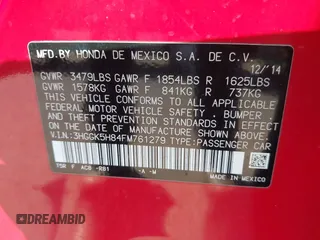 MFD.BY HONDA DE MEXICO S.A. DE C.V.
12/'14
GVWR 3479LBS GAWR F 1854LBS R 1625LBS
GVWR 1578KG GAWR F 841KG R 737KG
THIS VEHICLE CONFORMS TO ALL APPLICABLE
FEDERAL MOTOR VEHICLE SAFETY, BUMPER,
AND THEFT PREVENTION STANDARDS IN EFFECT
ON THE DATE OF MANUFACTURE SHOWN ABOVE.
V.I.N:3HGGK5H84FM761279 TYPE:PASSENGER CAR
-A -M
MADE IN MEXICO